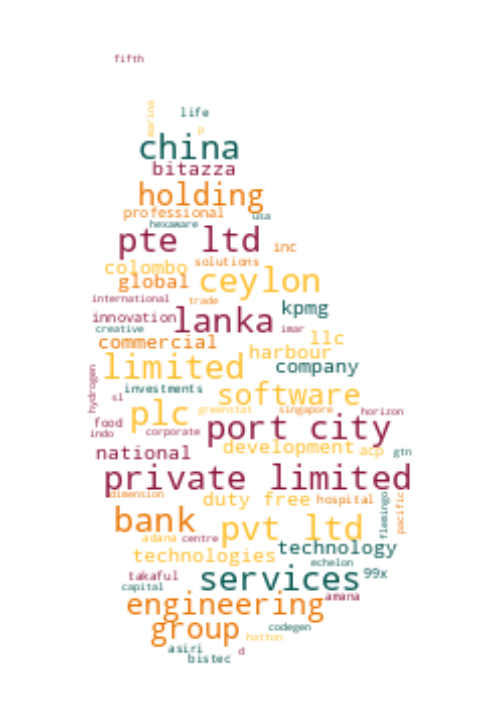 fifth
marina
life
p
china
bitazza
holding
professional
usa
hexaware
pte ltd
inc
solutions
colombo
global
ceylon
international
trade
kpmg
innovation
lanka
creative
imar
commercial
llc
harbour
limited
company
hydrogen
investments
sl
software
plc
greenstat
singapore
horizon
food
indo
corporate
port city
national
development
acp
gtn
private limited
dimension
duty free
hospital
pacific
flemingo
bank
pvt ltd
adana
centre
technologies
technology
echelon
takaful
services
99x
capital
engineering
amana
group
codegen
hatton
asiri
d
bistec